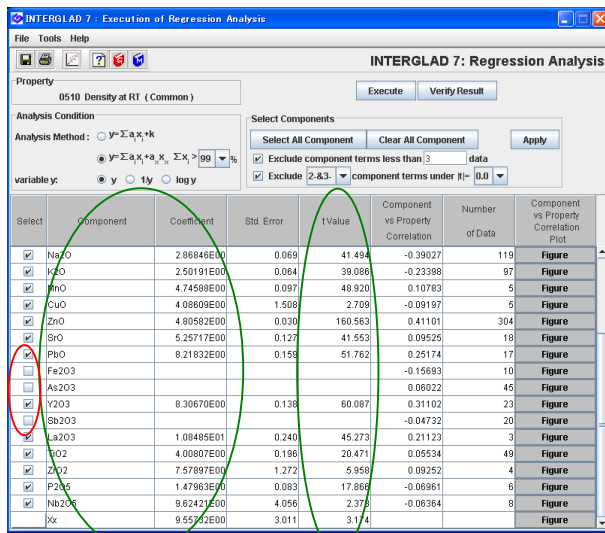 INTERGLAD 7 : Execution of Regression Analysis
File Tools Help
INTERGLAD 7: Regression Analysis
Property
0510 Density at RT ( Common )
Execute Verify Result
Analysis Condition
Analysis Method : y=Σaᵢxᵢ+k
y=Σaᵢxᵢ+aₓxₓ Σxᵢ> 99 %
variable y: y 1/y log y
Select Components
Select All Component Clear All Component Apply
Exclude component terms less than 3 data
Exclude 2-&3- component terms under |t|= 0.0
Select Component Coefficient Std. Error t Value Component vs Property Correlation Number of Data Component vs Property Correlation Plot
Na2O 2.86846E00 0.069 41.494 -0.39027 119 Figure
K2O 2.50191E00 0.064 39.086 -0.23398 97 Figure
MnO 4.74588E00 0.097 48.920 0.10783 5 Figure
CuO 4.08609E00 1.508 2.709 -0.09197 5 Figure
ZnO 4.80582E00 0.030 160.563 0.41101 304 Figure
SrO 5.25717E00 0.127 41.553 0.09525 18 Figure
PbO 8.21832E00 0.159 51.762 0.25174 17 Figure
Fe2O3 -0.15693 10 Figure
As2O3 0.06022 45 Figure
Y2O3 8.30670E00 0.138 60.087 0.31102 23 Figure
Sb2O3 -0.04732 20 Figure
La2O3 1.08485E01 0.240 45.273 0.21123 3 Figure
TiO2 4.00807E00 0.196 20.471 0.05534 49 Figure
ZrO2 7.57897E00 1.272 5.958 0.09252 4 Figure
P2O5 1.47963E00 0.083 17.866 -0.06961 6 Figure
Nb2O5 9.62421E00 4.056 2.373 -0.06364 8 Figure
Xx 9.55732E00 3.011 3.174 Figure